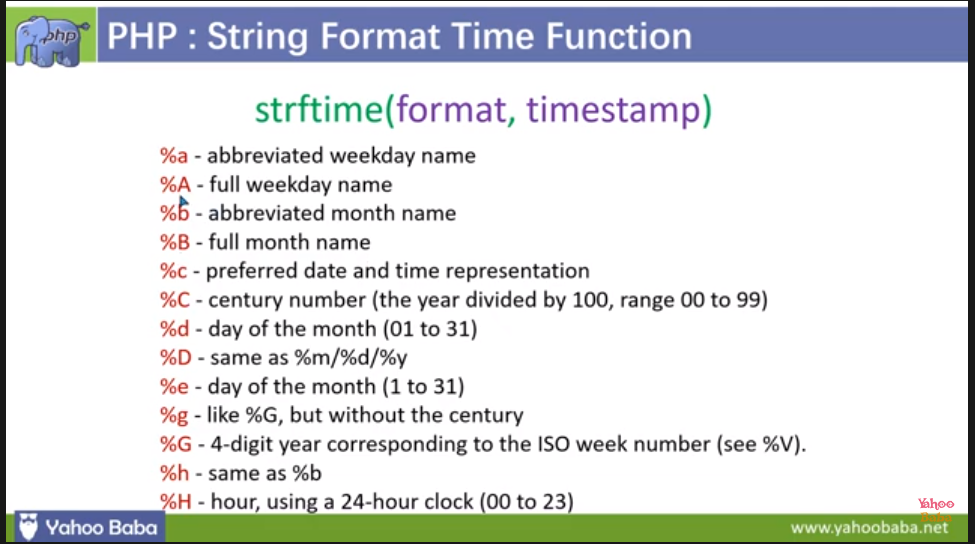 php
PHP : String Format Time Function
strftime(format, timestamp)
%a - abbreviated weekday name
%A - full weekday name
%b - abbreviated month name
%B - full month name
%c - preferred date and time representation
%C - century number (the year divided by 100, range 00 to 99)
%d - day of the month (01 to 31)
%D - same as %m/%d/%y
%e - day of the month (1 to 31)
%g - like %G, but without the century
%G - 4-digit year corresponding to the ISO week number (see %V).
%h - same as %b
%H - hour, using a 24-hour clock (00 to 23)
Yahoo
Baba
Yahoo Baba
www.yahoobaba.net